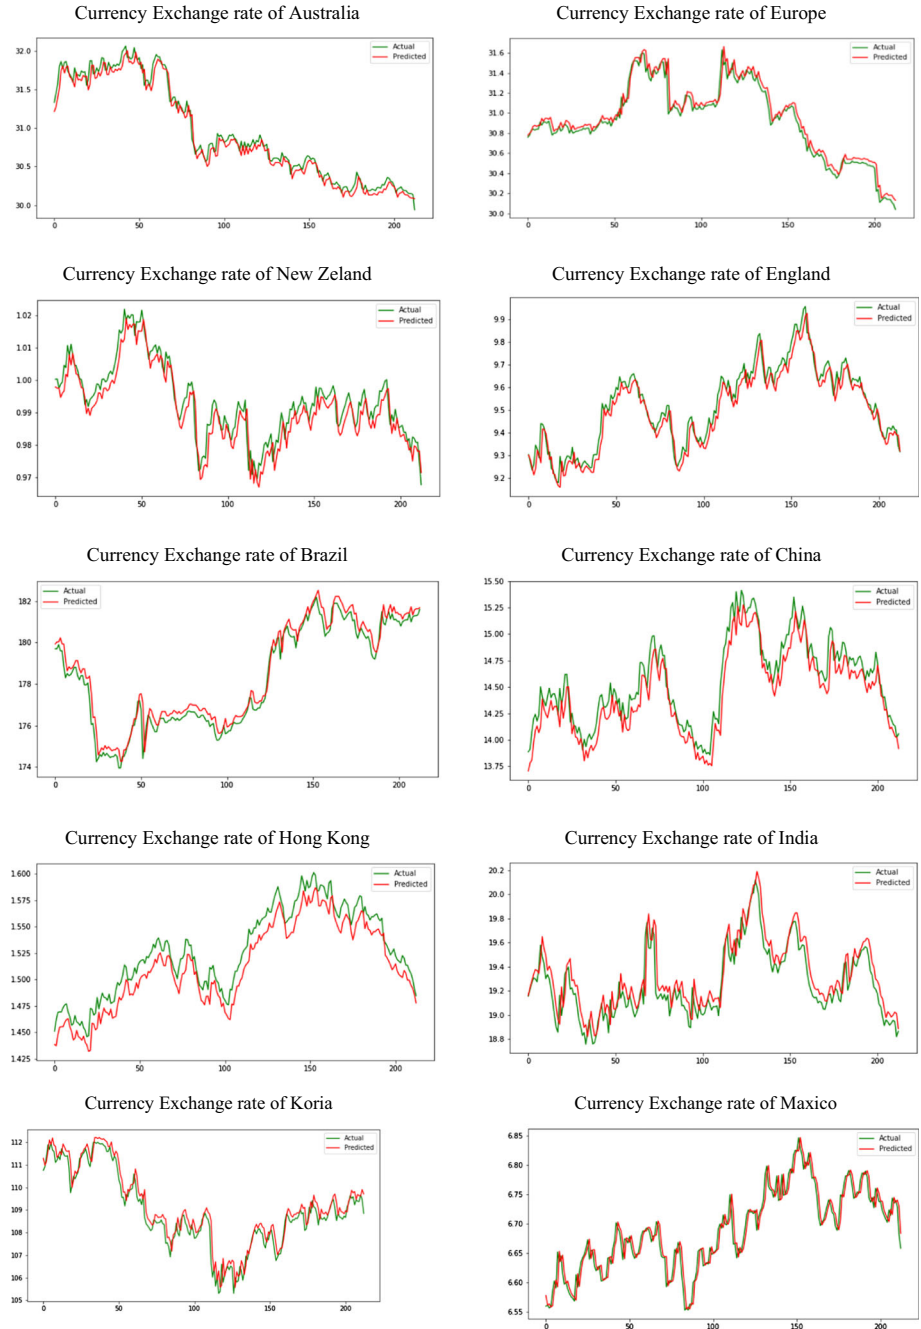 Currency Exchange rate of Australia
Currency Exchange rate of Europe
32.0
31.5
31.0
30.5
30.0
0 50 100 150 200
Actual
Predicted
31.6
31.4
31.2
31.0
30.8
30.6
30.4
30.2
30.0
0 50 100 150 200
Actual
Predicted
Currency Exchange rate of New Zeland
Currency Exchange rate of England
1.02
1.01
1.00
0.99
0.98
0.97
0 50 100 150 200
Actual
Predicted
9.9
9.8
9.7
9.6
9.5
9.4
9.3
9.2
0 50 100 150 200
Actual
Predicted
Currency Exchange rate of Brazil
Currency Exchange rate of China
182
180
178
176
174
0 50 100 150 200
Actual
Predicted
15.50
15.25
15.00
14.75
14.50
14.25
14.00
13.75
0 50 100 150 200
Actual
Predicted
Currency Exchange rate of Hong Kong
Currency Exchange rate of India
1.600
1.575
1.550
1.525
1.500
1.475
1.450
1.425
0 50 100 150 200
Actual
Predicted
20.2
20.0
19.8
19.6
19.4
19.2
19.0
18.8
0 50 100 150 200
Actual
Predicted
Currency Exchange rate of Koria
Currency Exchange rate of Maxico
112
111
110
109
108
107
106
105
0 50 100 150 200
Actual
Predicted
6.85
6.80
6.75
6.70
6.65
6.60
6.55
0 50 100 150 200
Actual
Predicted